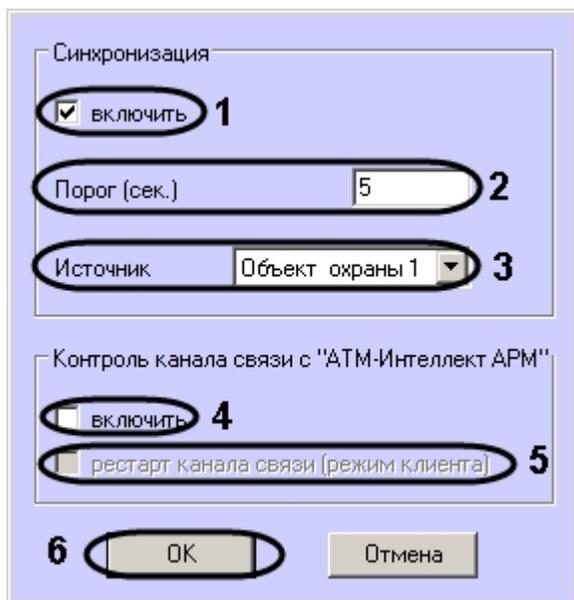 Синхронизация
включить 1
Порог (сек.) 5 2
Источник Объект охраны 1 3
Контроль канала связи с "АТМ-Интеллект АРМ"
включить 4
рестарт канала связи (режим клиента) 5
6 OK Отмена